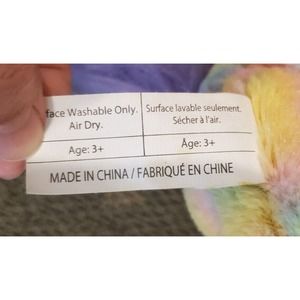 face Washable Only.
Air Dry.
Surface lavable seulement.
Sécher à l'air.
Age: 3+
Âge: 3+
MADE IN CHINA / FABRIQUÉ EN CHINE